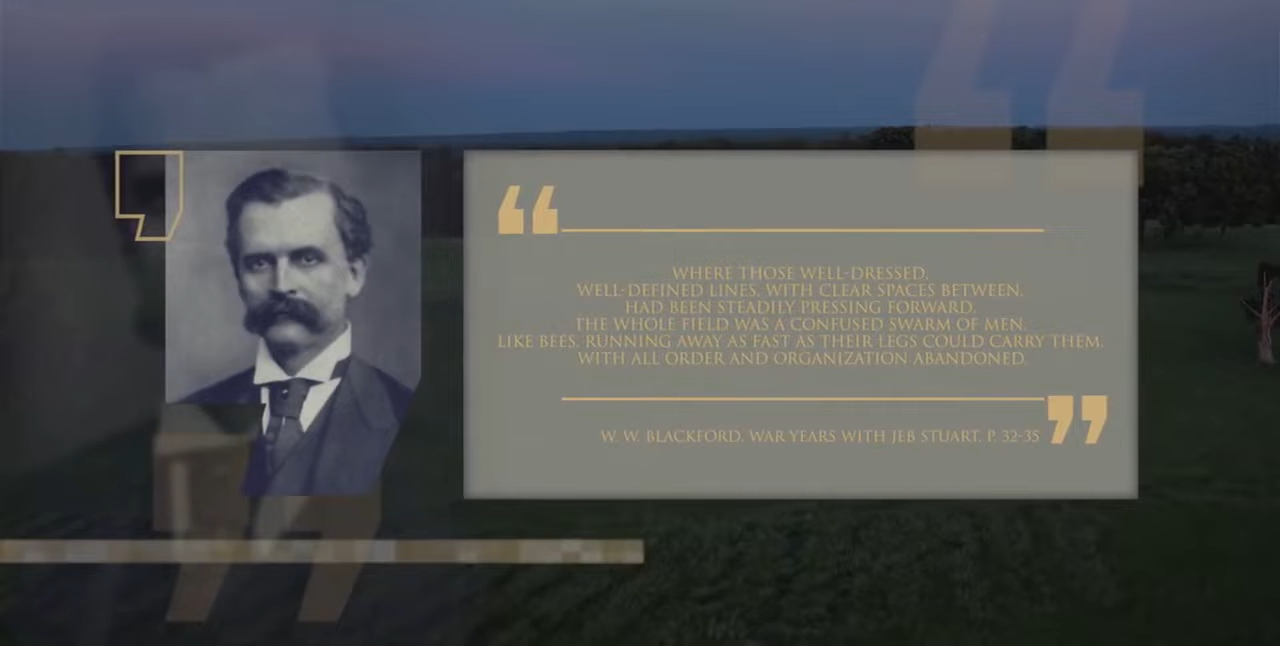 WHERE THOSE WELL-DRESSED,
WELL-DEFINED LINES, WITH CLEAR SPACES BETWEEN,
HAD BEEN STEADILY PRESSING FORWARD,
THE WHOLE FIELD WAS A CONFUSED SWARM OF MEN,
LIKE BEES, RUNNING AWAY AS FAST AS THEIR LEGS COULD CARRY THEM,
WITH ALL ORDER AND ORGANIZATION ABANDONED.
W. W. BLACKFORD, WAR YEARS WITH JEB STUART, P. 32-35